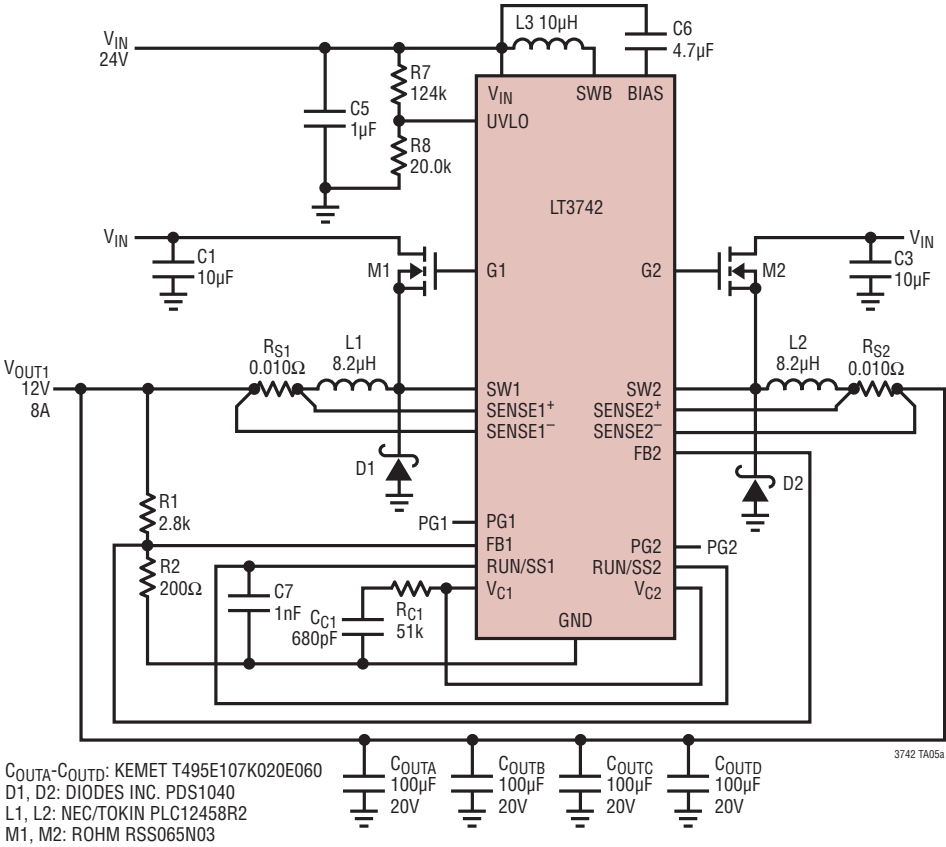 L3 10µH
C6
4.7µF
VIN
24V
R7
124k
C5
1µF
R8
20.0k
VIN SWB BIAS
UVLO
LT3742
VIN
C1
10µF
M1
G1
G2
M2
VIN
C3
10µF
VOUT1
12V
8A
RS1
0.010Ω
L1
8.2µH
SW1
SENSE1+
SENSE1–
SW2
SENSE2+
SENSE2–
FB2
L2
8.2µH
RS2
0.010Ω
D1
D2
R1
2.8k
R2
200Ω
PG1
PG1
FB1
RUN/SS1
VC1
PG2
RUN/SS2
VC2
PG2
C7
1nF
CC1
680pF
RC1
51k
GND
3742 TA05a
COUTA
100µF
20V
COUTB
100µF
20V
COUTC
100µF
20V
COUTD
100µF
20V
COUTA-COUTD: KEMET T495E107K020E060
D1, D2: DIODES INC. PDS1040
L1, L2: NEC/TOKIN PLC12458R2
M1, M2: ROHM RSS065N03